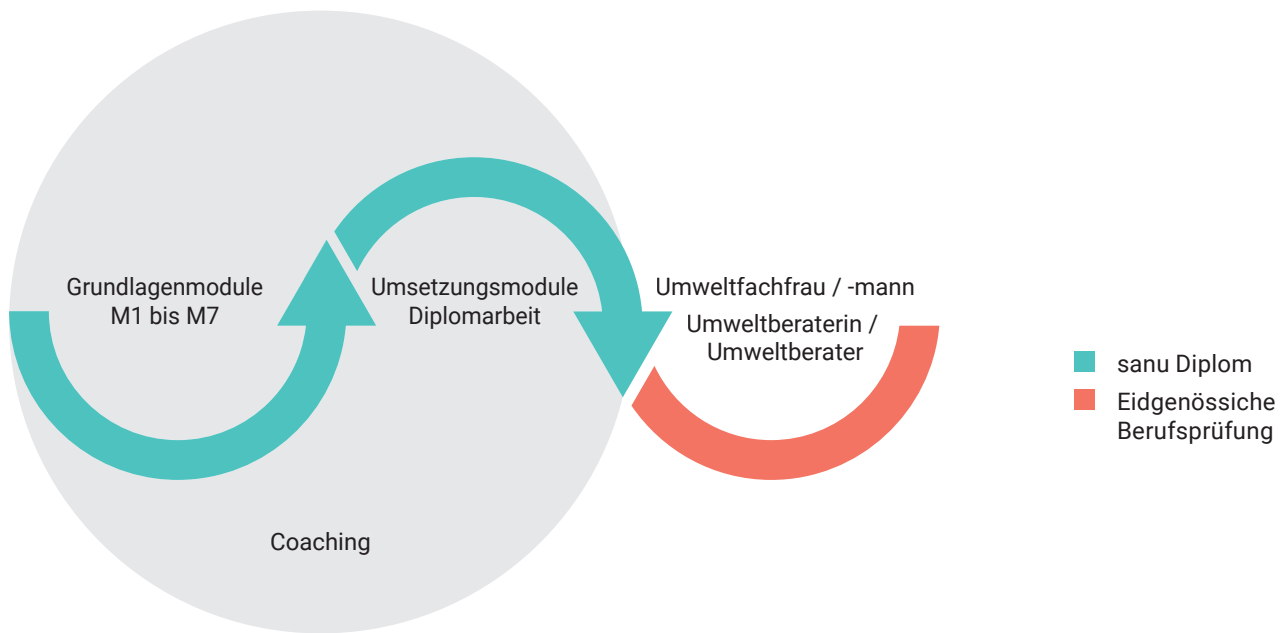 Grundlagenmodule
M1 bis M7
Umsetzungsmodule
Diplomarbeit
Umweltfachfrau / -mann
Umweltberaterin /
Umweltberater
Coaching
sanu Diplom
Eidgenössiche
Berufsprüfung